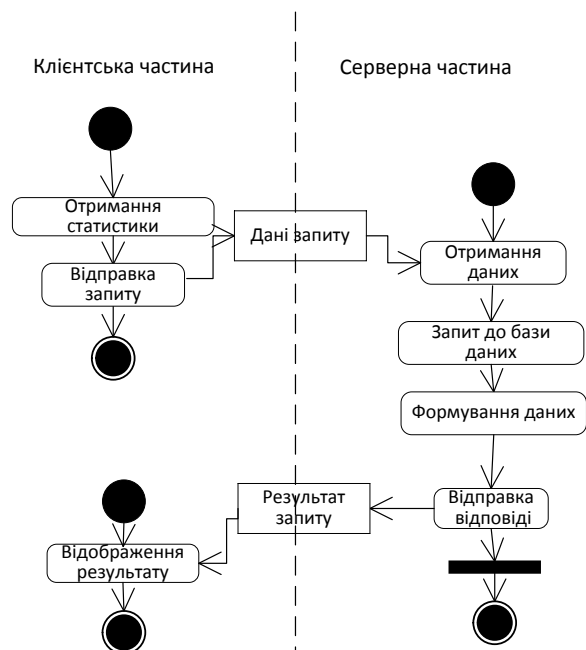 Клієнтська частина
Серверна частина
Отримання
статистики
Дані запиту
Відправка
запиту
Отримання
даних
Запит до бази
даних
Формування даних
Результат
запиту
Відправка
відповіді
Відображення
результату